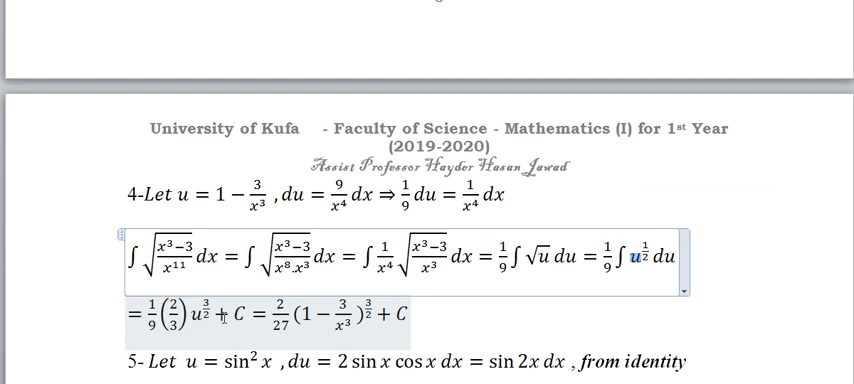 University of Kufa - Faculty of Science - Mathematics (I) for 1st Year
(2019-2020)
Assist Professor Hayder Hasan Jawad
4-Let u = 1 − 3/x³ , du = 9/x⁴ dx ⇒ 1/9 du = 1/x⁴ dx
∫ √((x³−3)/x¹¹) dx = ∫ √((x³−3)/(x⁸.x³)) dx = ∫ 1/x⁴ √((x³−3)/x³) dx = 1/9 ∫ √u du = 1/9 ∫ u^(1/2) du
= 1/9 (2/3) u^(3/2) + C = 2/27 (1 − 3/x³)^(3/2) + C
5- Let u = sin² x , du = 2 sin x cos x dx = sin 2x dx , from identity